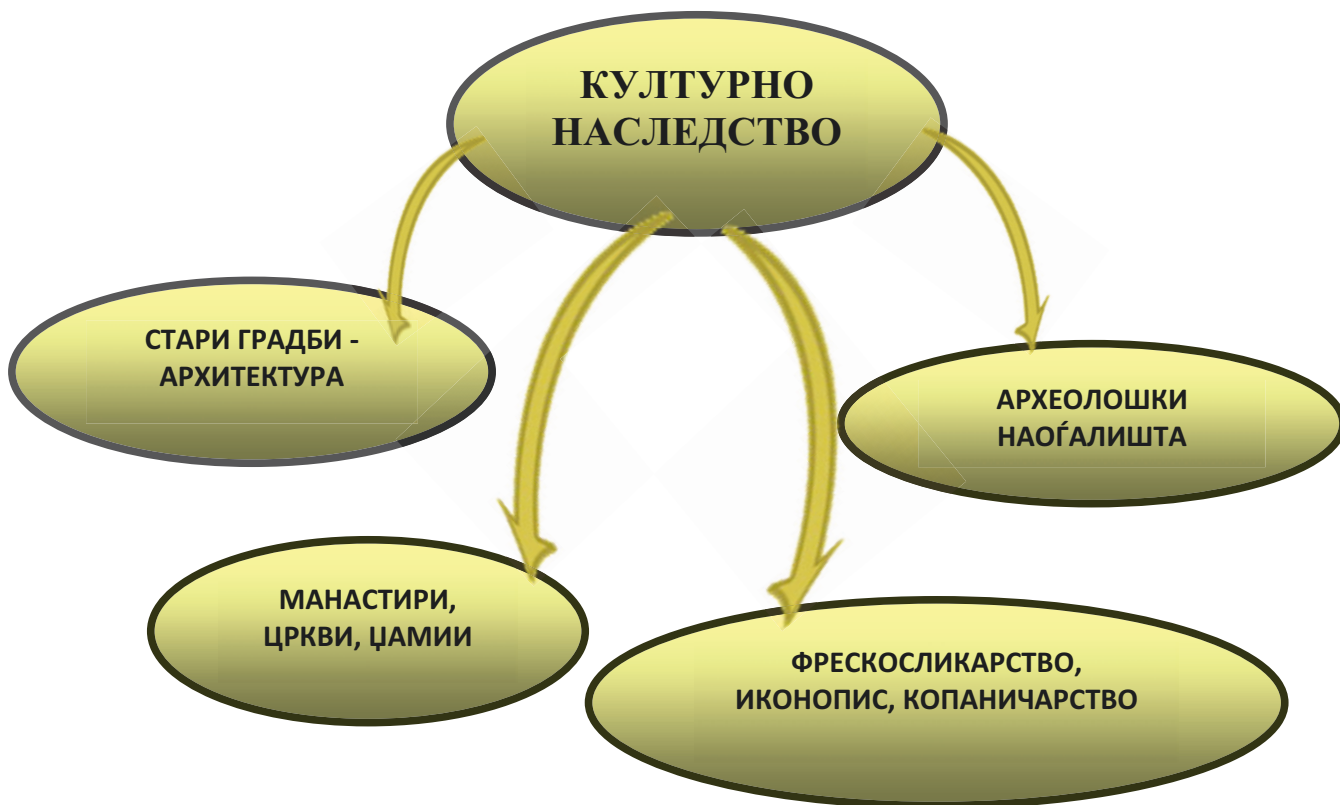 КУЛТУРНО
НАСЛЕДСТВО
СТАРИ ГРАДБИ -
АРХИТЕКТУРА
АРХЕОЛОШКИ
НАОЃАЛИШТА
МАНАСТИРИ,
ЦРКВИ, ЏАМИИ
ФРЕСКОСЛИКАРСТВО,
ИКОНОПИС, КОПАНИЧАРСТВО